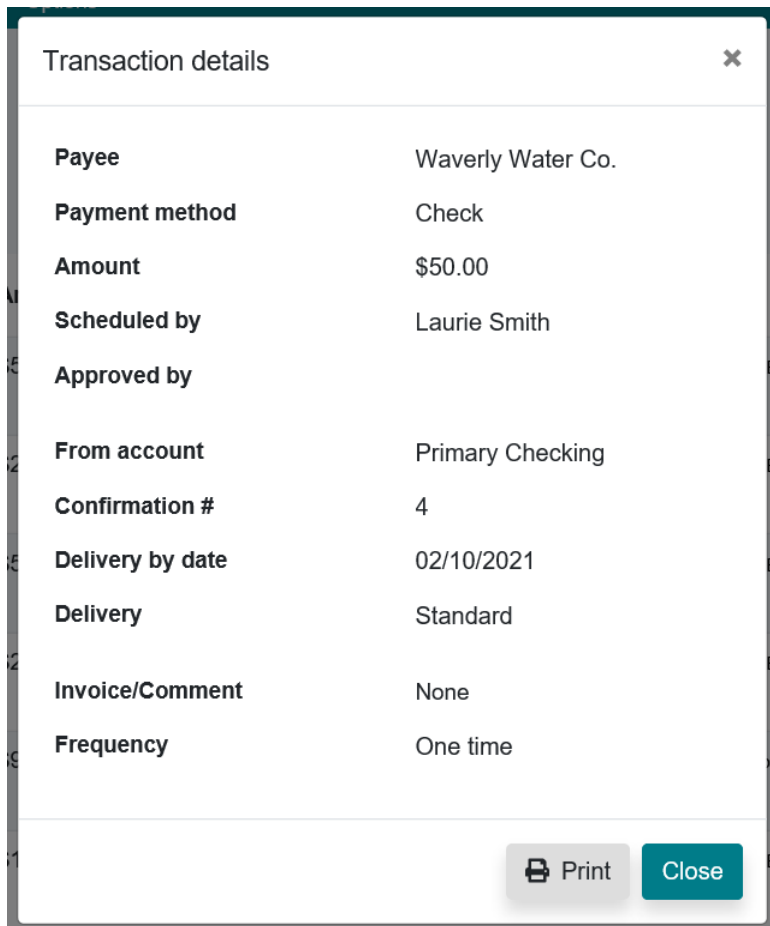 Transaction details ×
Payee Waverly Water Co.
Payment method Check
Amount $50.00
Scheduled by Laurie Smith
Approved by
From account Primary Checking
Confirmation # 4
Delivery by date 02/10/2021
Delivery Standard
Invoice/Comment None
Frequency One time
Print Close